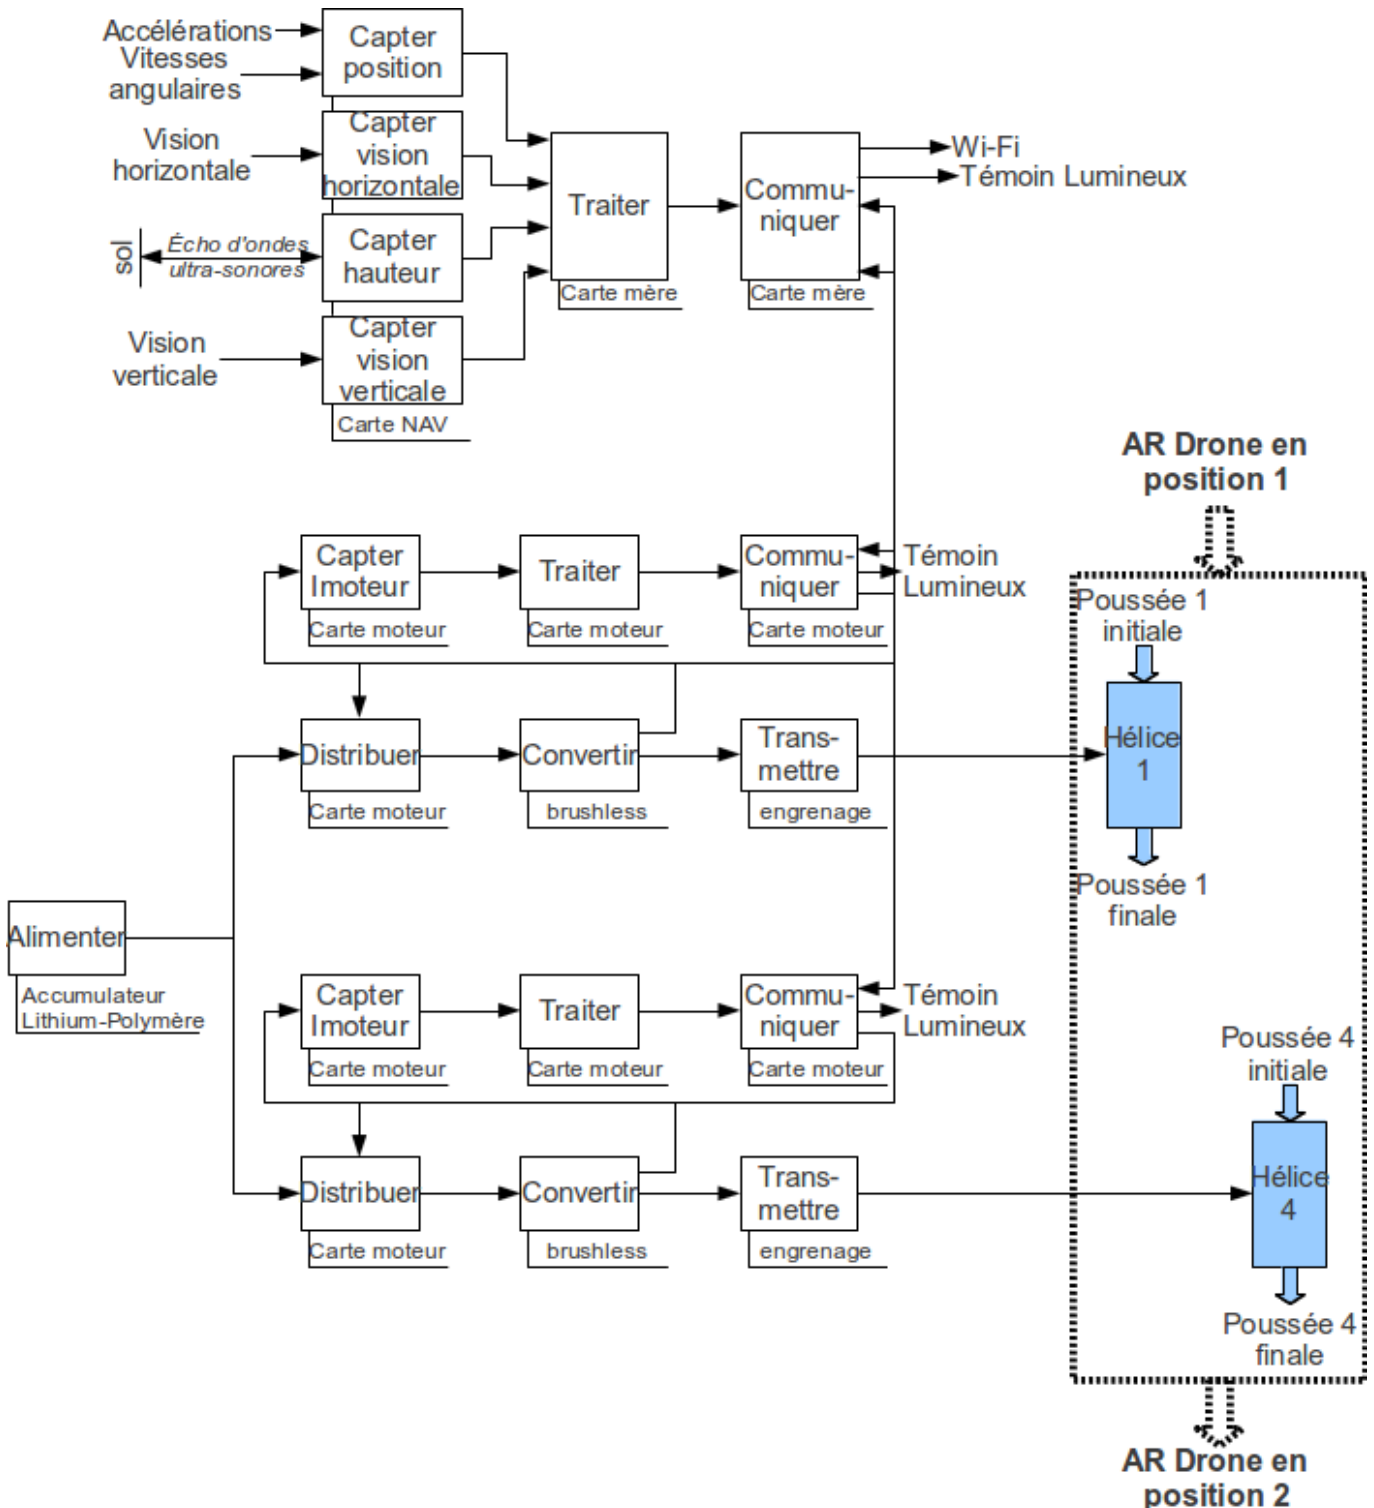 Accélérations
Vitesses
angulaires
Capter
position
Vision
horizontale
Capter
vision
horizontale
sol
Écho d'ondes
ultra-sonores
Capter
hauteur
Vision
verticale
Capter
vision
verticale
Carte NAV
Traiter
Carte mère
Commu-
niquer
Carte mère
Wi-Fi
Témoin Lumineux
AR Drone en
position 1
Capter
Imoteur
Carte moteur
Traiter
Carte moteur
Commu-
niquer
Carte moteur
Témoin
Lumineux
Poussée 1
initiale
Distribuer
Carte moteur
Convertir
brushless
Trans-
mettre
engrenage
Hélice
1
Poussée 1
finale
Alimenter
Accumulateur
Lithium-Polymère
Capter
Imoteur
Carte moteur
Traiter
Carte moteur
Commu-
niquer
Carte moteur
Témoin
Lumineux
Poussée 4
initiale
Distribuer
Carte moteur
Convertir
brushless
Trans-
mettre
engrenage
Hélice
4
Poussée 4
finale
AR Drone en
position 2